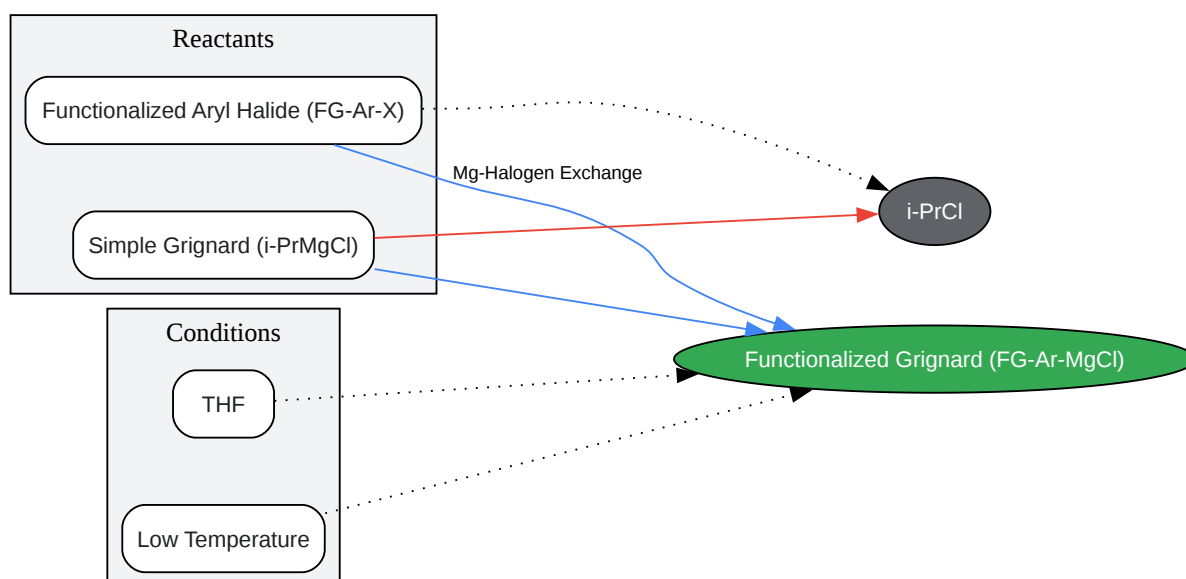 Reactants
Functionalized Aryl Halide (FG-Ar-X)
Mg-Halogen Exchange
i-PrCl
Simple Grignard (i-PrMgCl)
Conditions
Functionalized Grignard (FG-Ar-MgCl)
THF
Low Temperature